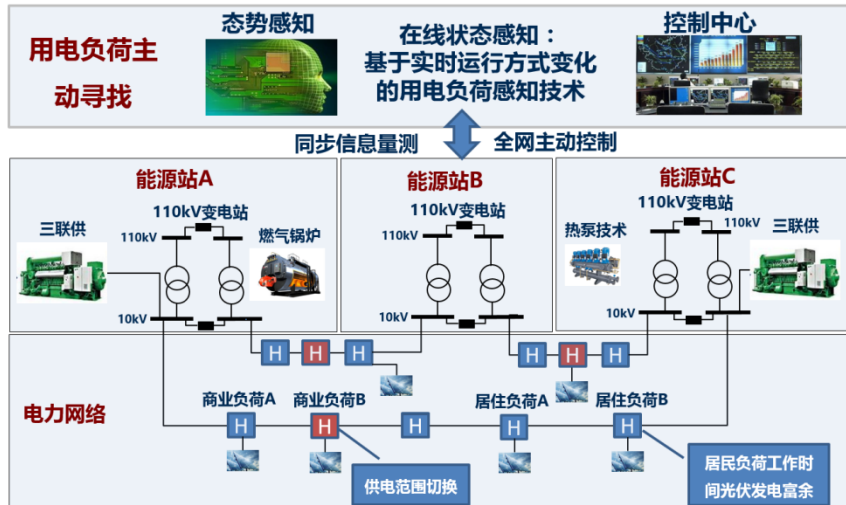 用电负荷主
动寻找
态势感知
在线状态感知：
基于实时运行方式变化
的用电负荷感知技术
控制中心
同步信息量测
全网主动控制
能源站A
110kV变电站
三联供
110kV
燃气锅炉
10kV
能源站B
110kV变电站
110kV
10kV
能源站C
110kV变电站
热泵技术
110kV
三联供
10kV
H H H
H H H
电力网络
商业负荷A
商业负荷B
居住负荷A
居住负荷B
H H H H H
供电范围切换
居民负荷工作时
间光伏发电富余